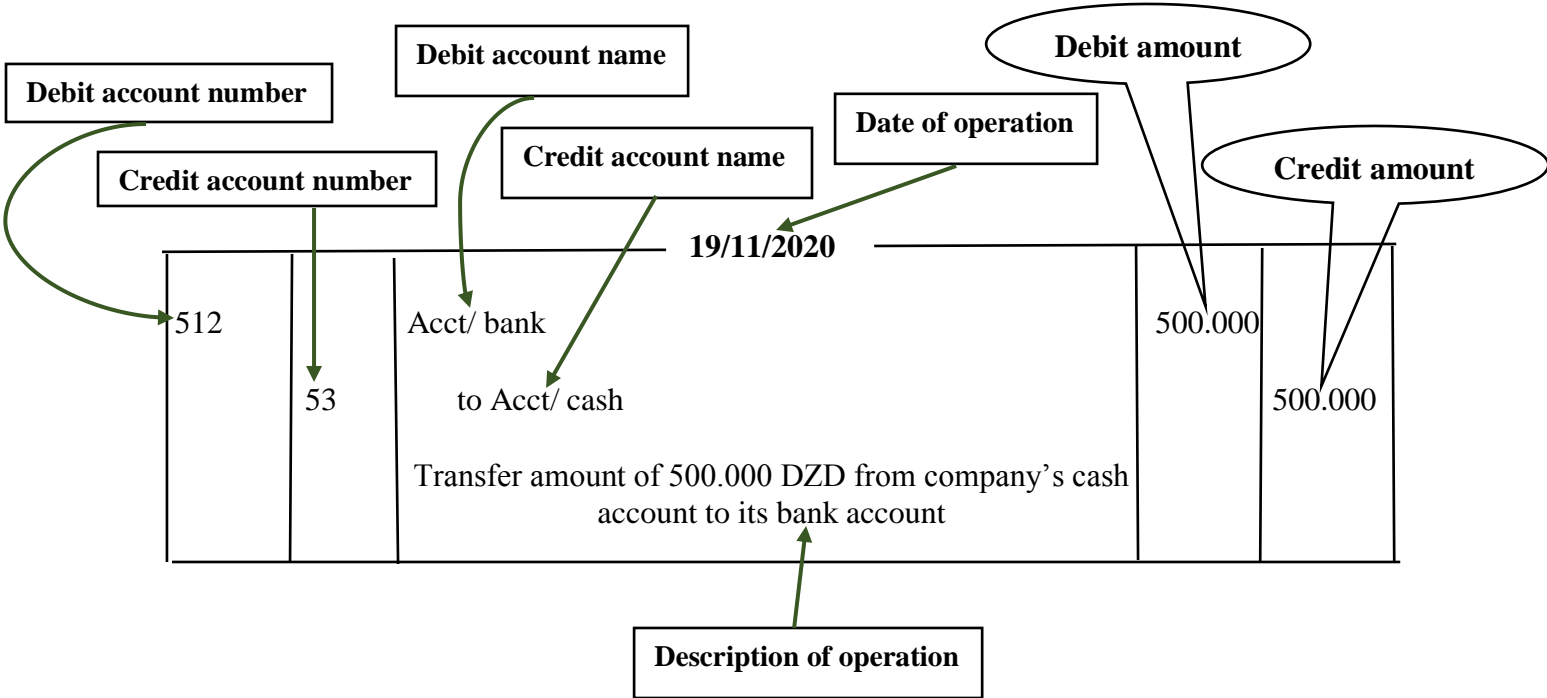 Debit account name
Debit amount
Debit account number
Date of operation
Credit account name
Credit amount
Credit account number
19/11/2020
512 Acct/ bank 500.000
53 to Acct/ cash 500.000
Transfer amount of 500.000 DZD from company’s cash
account to its bank account
Description of operation